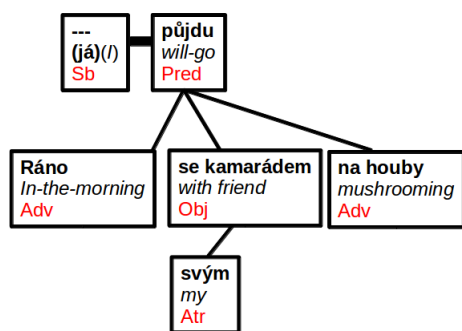 ---
(já)(I)
Sb
půjdu
will-go
Pred
Ráno
In-the-morning
Adv
se kamarádem
with friend
Obj
na houby
mushrooming
Adv
svým
my
Atr